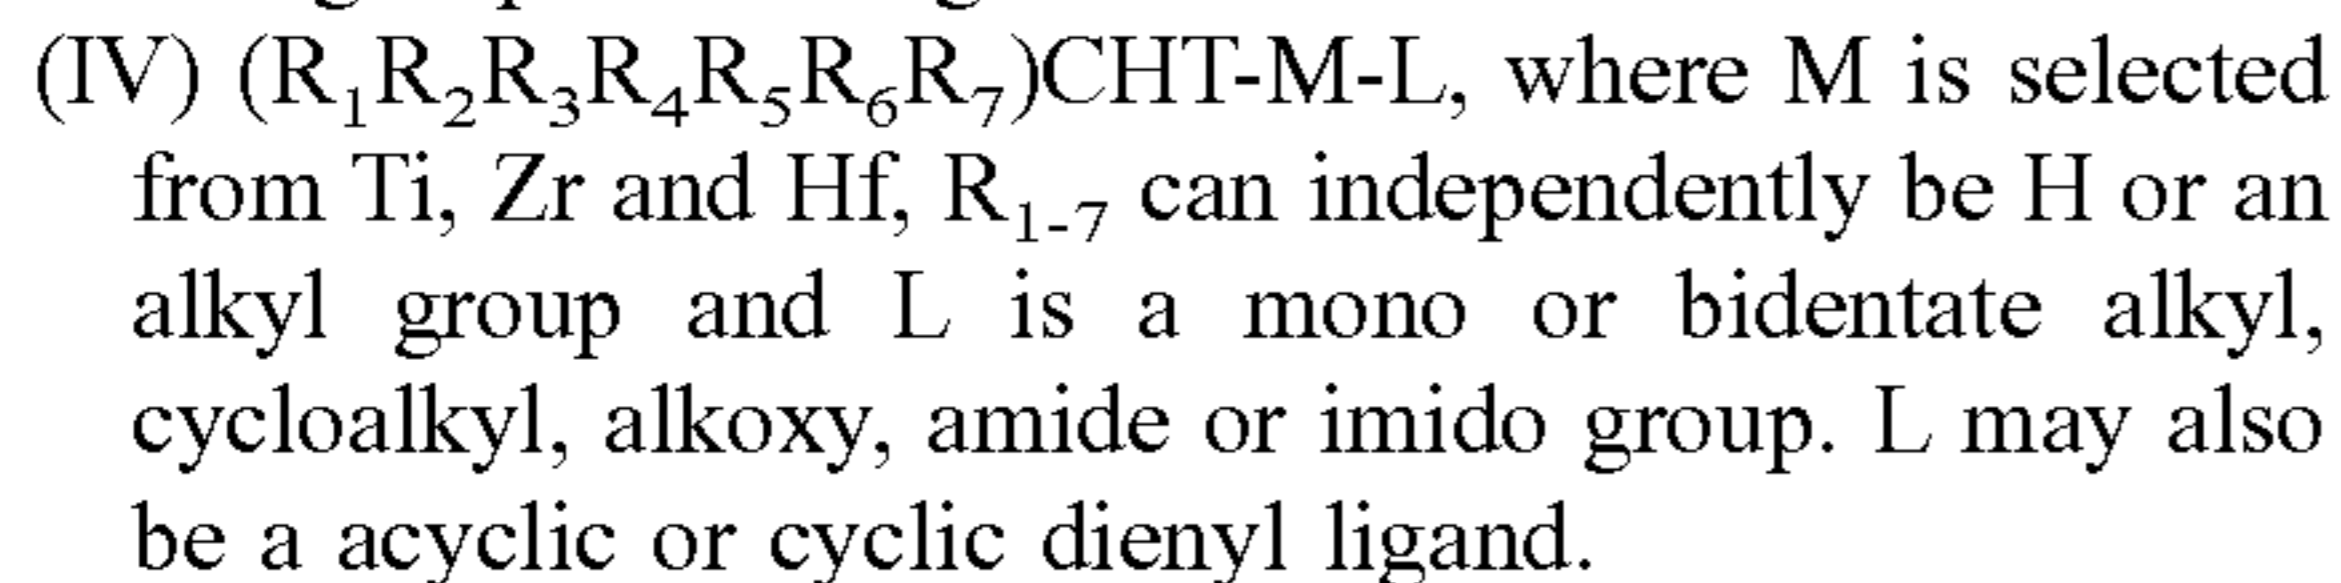 (IV) (R₁R₂R₃R₄R₅R₆R₇)CHT-M-L, where M is selected
from Ti, Zr and Hf, R₁₋₇ can independently be H or an
alkyl group and L is a mono or bidentate alkyl,
cycloalkyl, alkoxy, amide or imido group. L may also
be a acyclic or cyclic dienyl ligand.